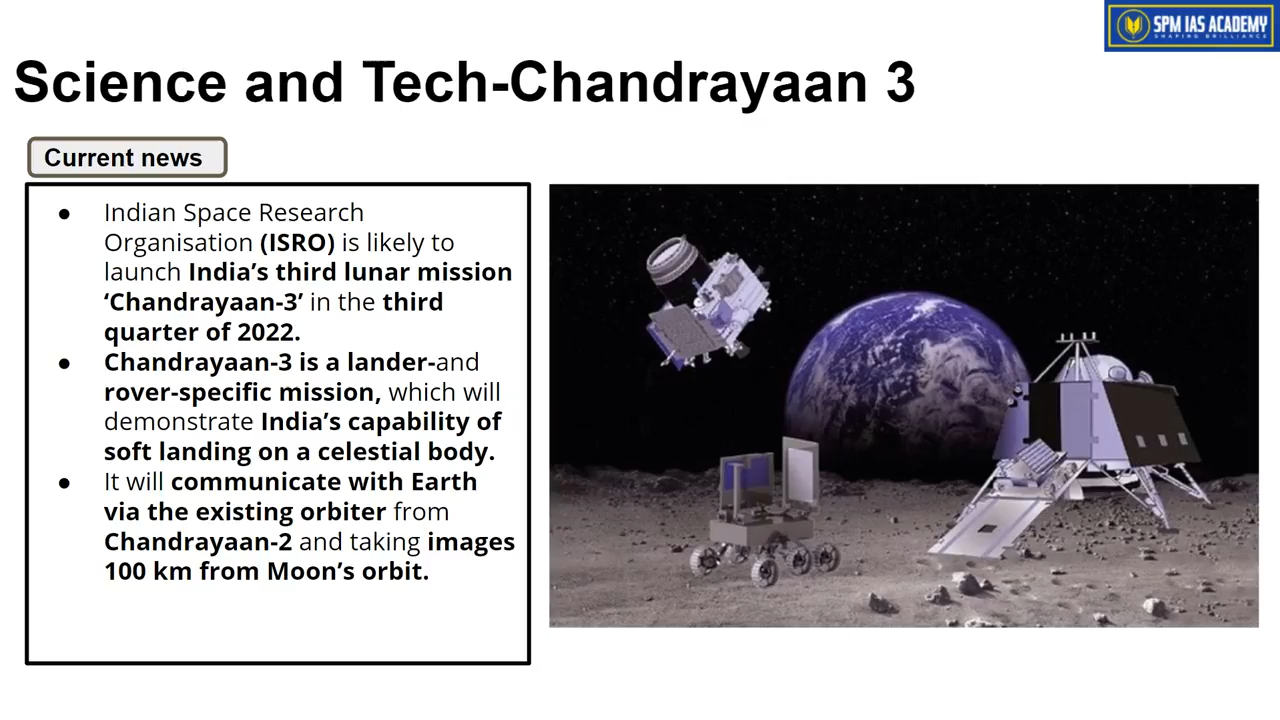 SPM IAS ACADEMY
SHAPING BRILLIANCE
Science and Tech-Chandrayaan 3
Current news
● Indian Space Research
Organisation (ISRO) is likely to
launch India’s third lunar mission
‘Chandrayaan-3’ in the third
quarter of 2022.
● Chandrayaan-3 is a lander-and
rover-specific mission, which will
demonstrate India’s capability of
soft landing on a celestial body.
● It will communicate with Earth
via the existing orbiter from
Chandrayaan-2 and taking images
100 km from Moon’s orbit.